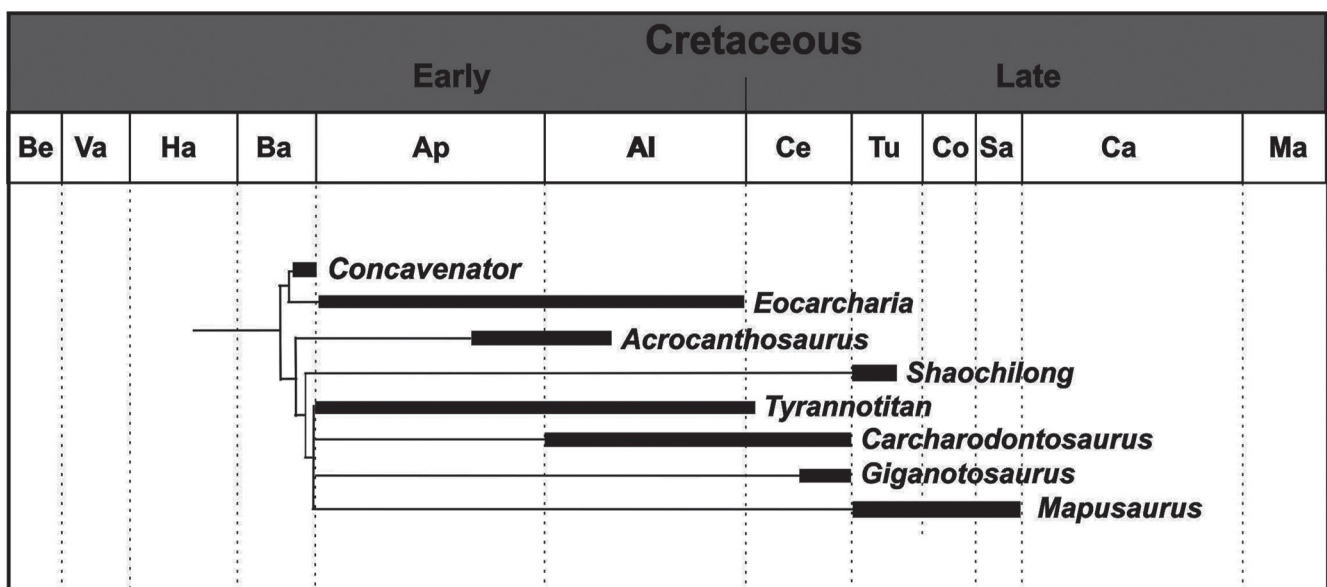 Cretaceous
Early Late
Be Va Ha Ba Ap Al Ce Tu Co Sa Ca Ma
Concavenator
Eocarcharia
Acrocanthosaurus
Shaochilong
Tyrannotitan
Carcharodontosaurus
Giganotosaurus
Mapusaurus